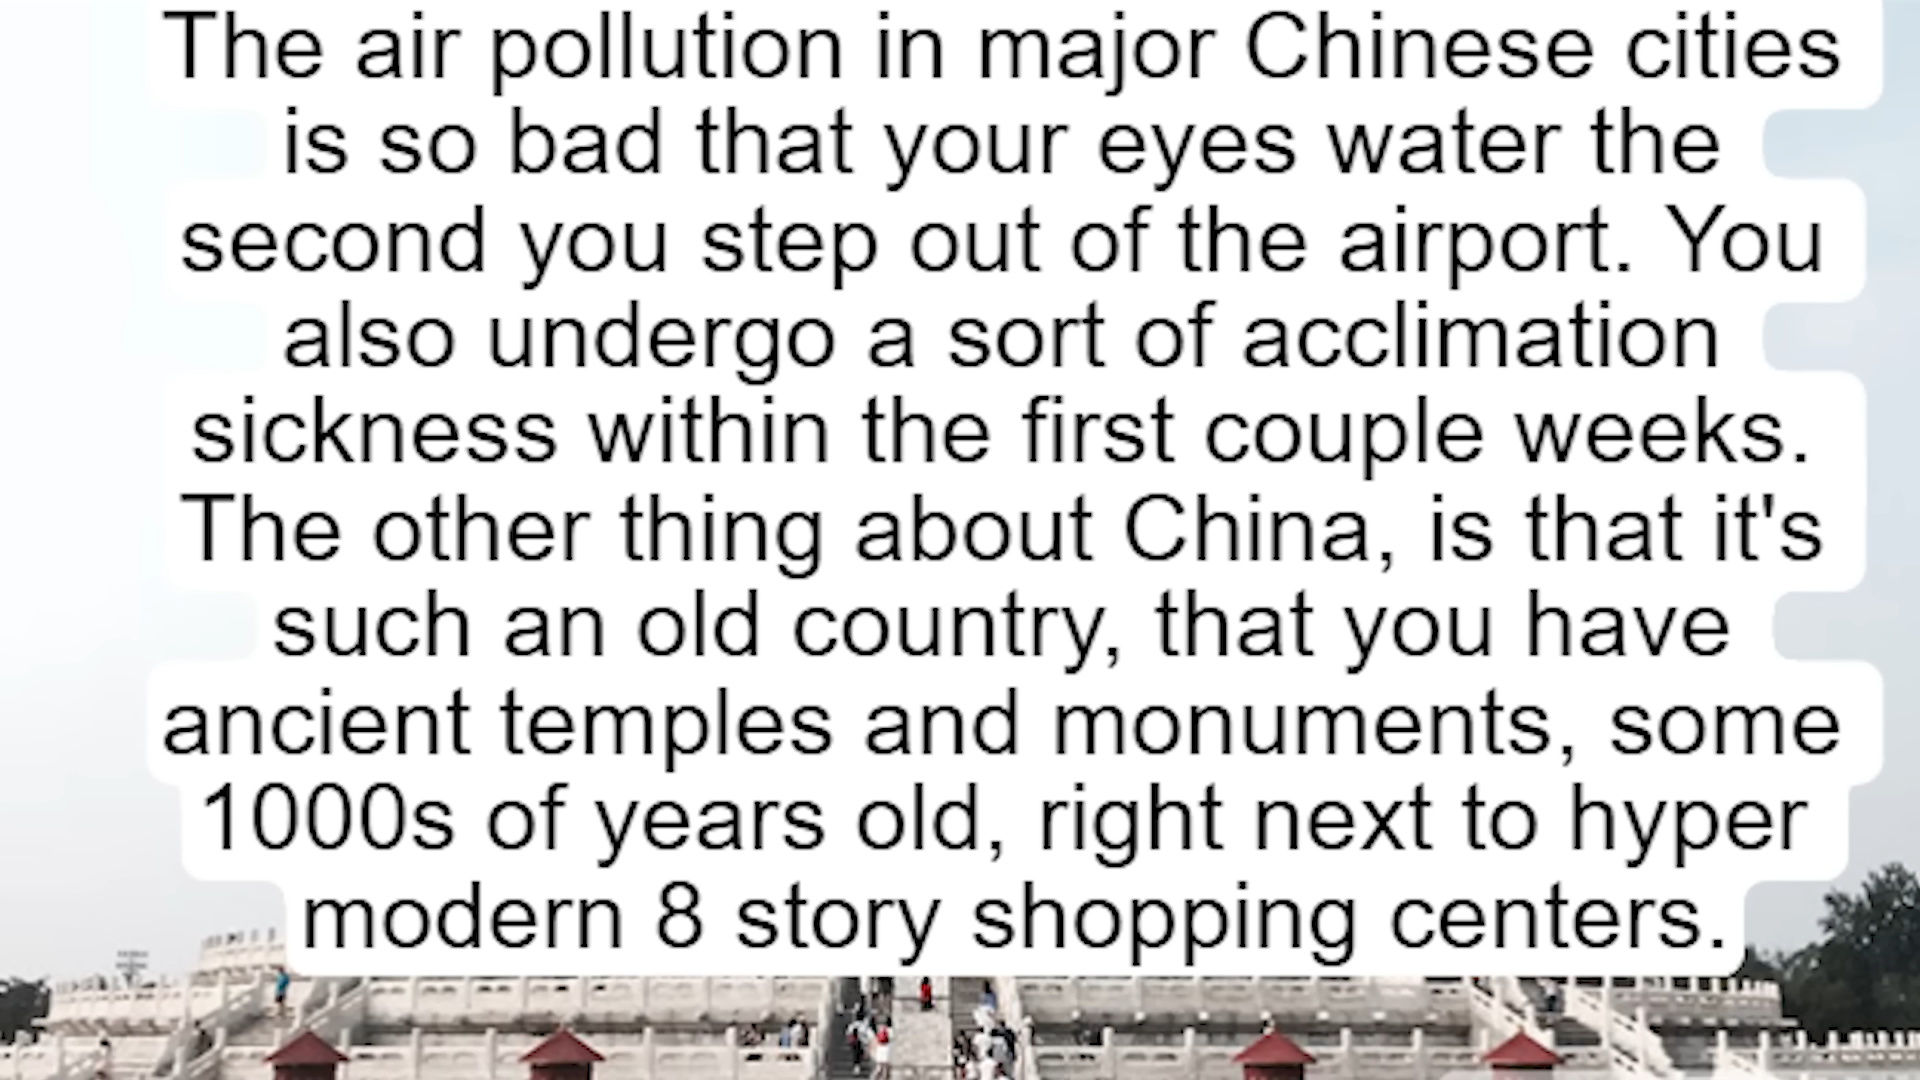 The air pollution in major Chinese cities
is so bad that your eyes water the
second you step out of the airport. You
also undergo a sort of acclimation
sickness within the first couple weeks.
The other thing about China, is that it's
such an old country, that you have
ancient temples and monuments, some
1000s of years old, right next to hyper
modern 8 story shopping centers.